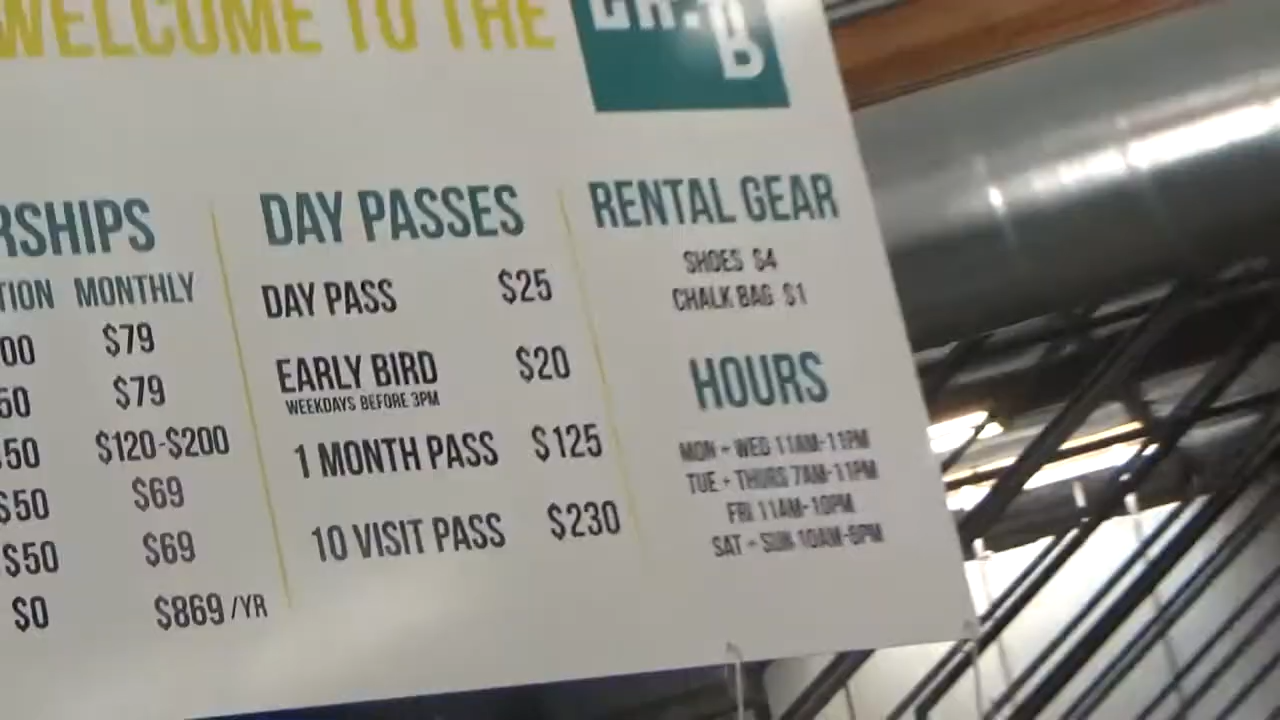 WELCOME TO THE
B
RSHIPS
TION MONTHLY
00 $79
50 $79
50 $120-$200
$50 $69
$50 $69
$0 $869/YR
DAY PASSES
DAY PASS $25
EARLY BIRD $20
WEEKDAYS BEFORE 3PM
1 MONTH PASS $125
10 VISIT PASS $230
RENTAL GEAR
SHOES $4
CHALK BAG $1
HOURS
MON - WED 11AM-11PM
TUE - THURS 7AM-11PM
FRI 11AM-10PM
SAT - SUN 10AM-8PM